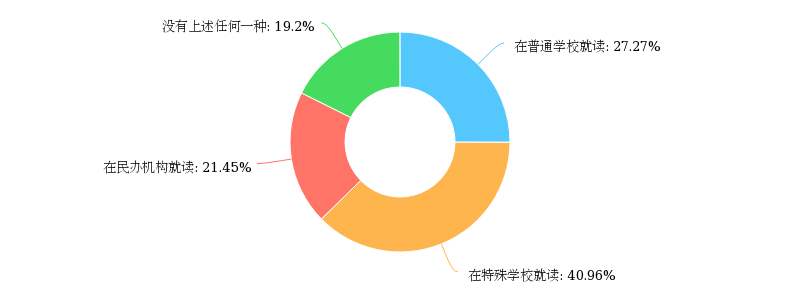 没有上述任何一种: 19.2%
在普通学校就读: 27.27%
在民办机构就读: 21.45%
在特殊学校就读: 40.96%